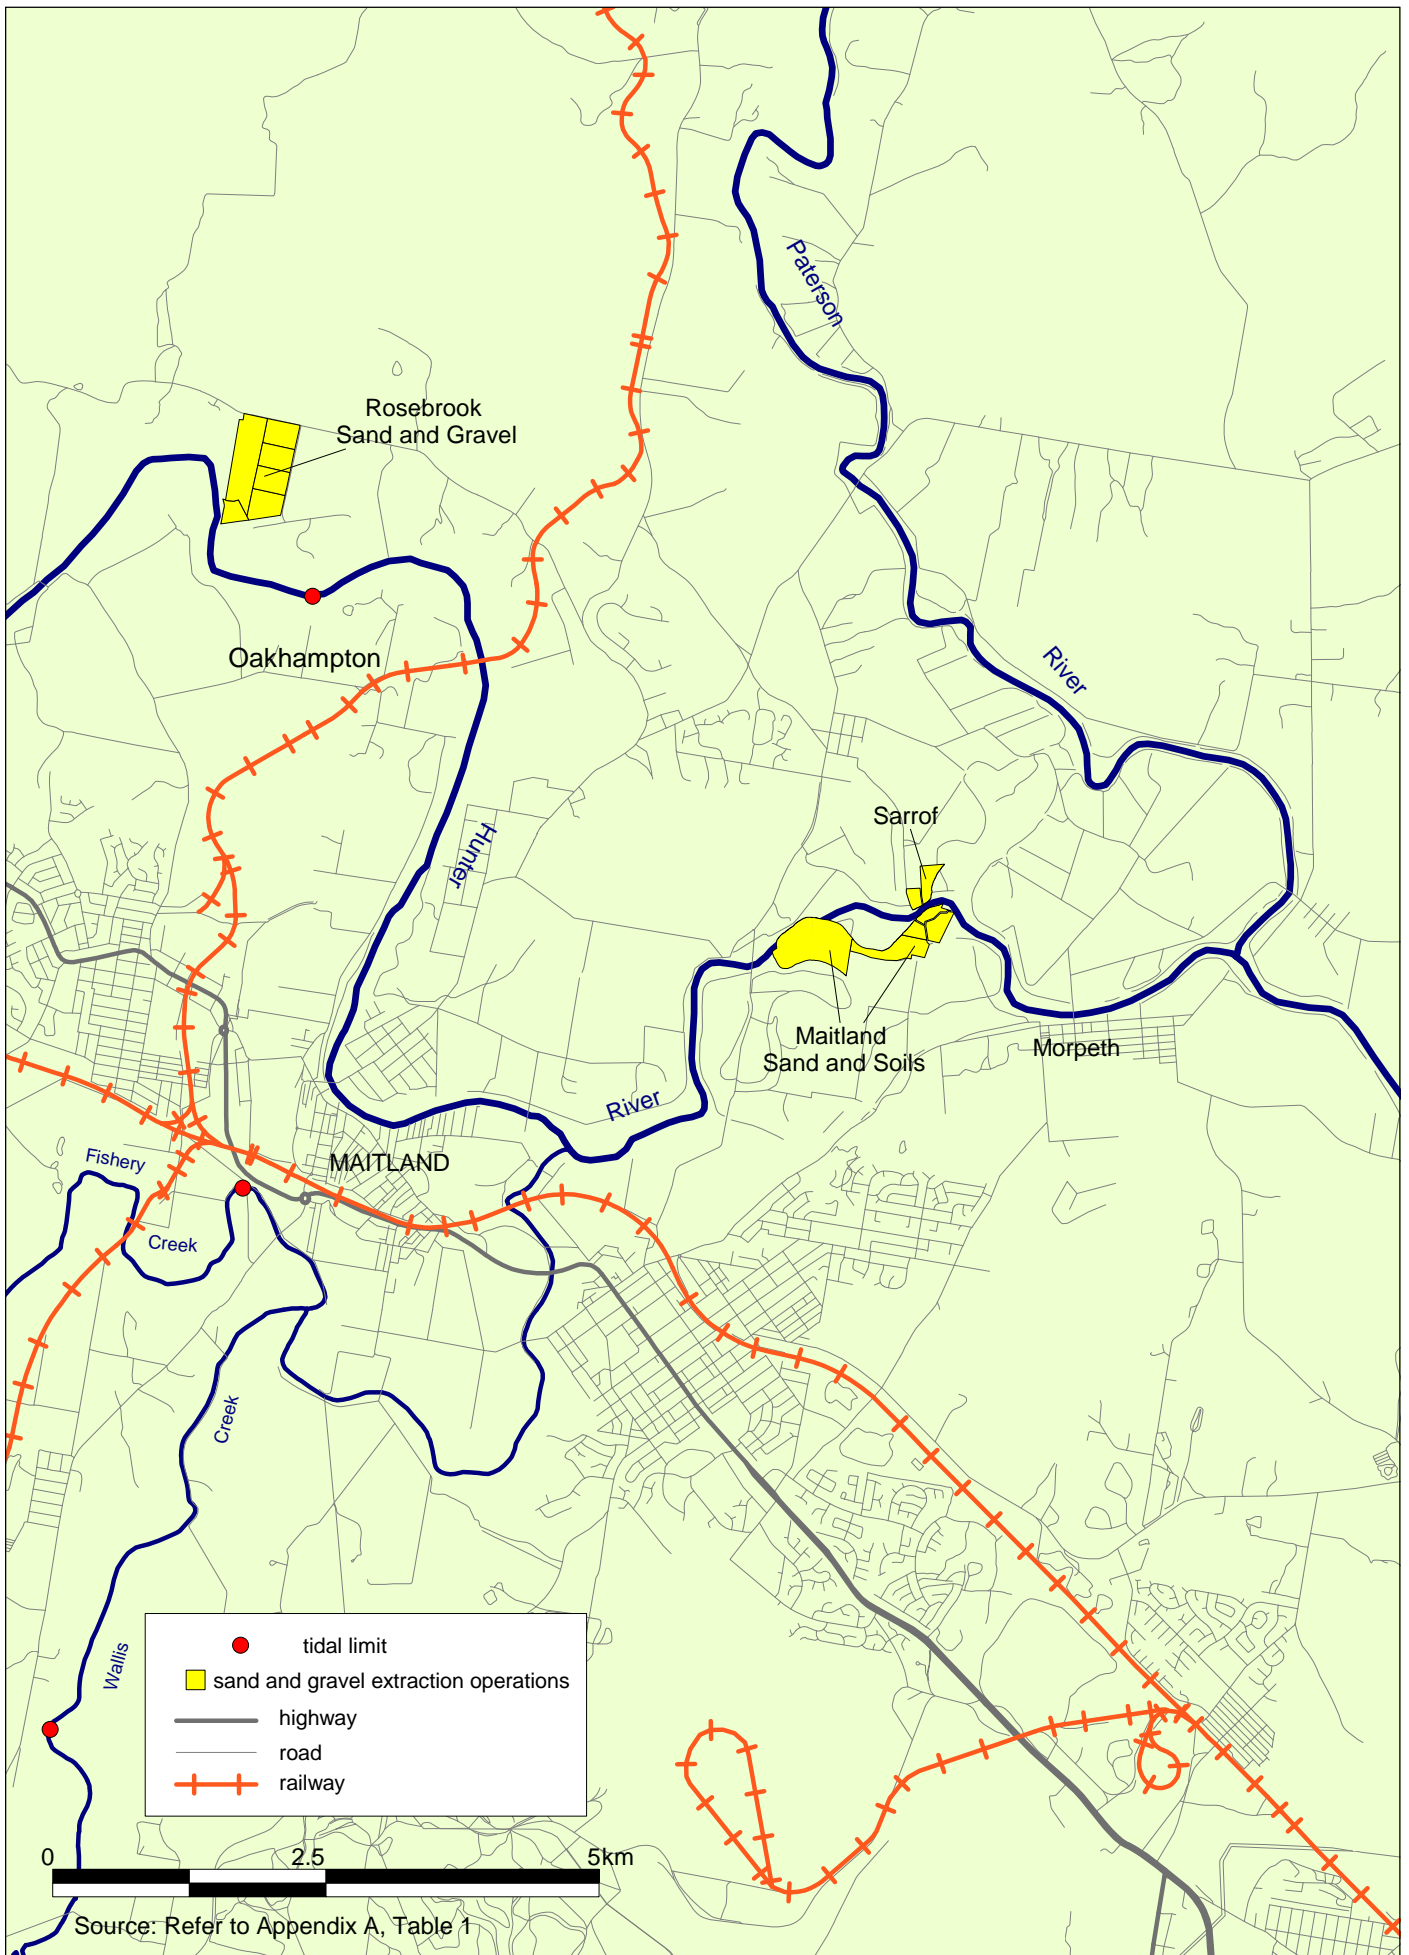 Paterson
Rosebrook
Sand and Gravel
Oakhampton
River
Sarrof
Hunter
Maitland
Sand and Soils
Morpeth
River
MAITLAND
Fishery
Creek
Creek
Wallis
tidal limit
sand and gravel extraction operations
highway
road
railway
0 2.5 5km
Source: Refer to Appendix A, Table 1